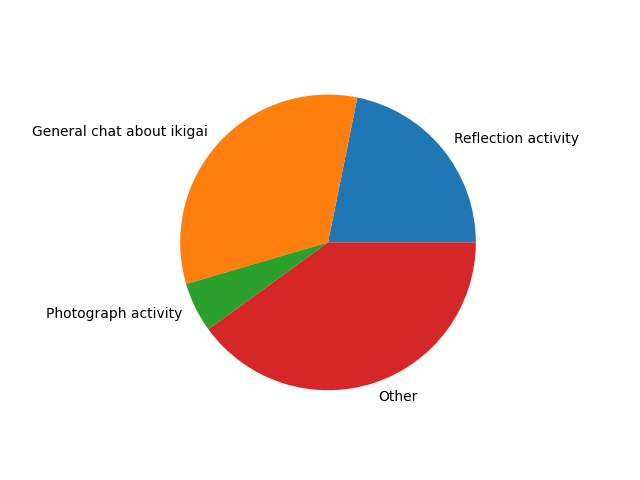 General chat about ikigai
Reflection activity
Photograph activity
Other